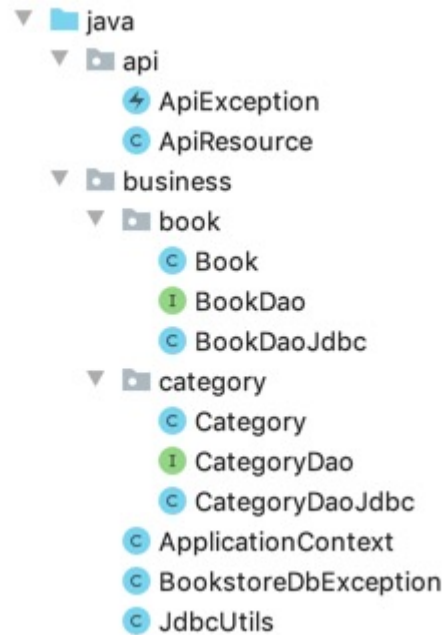 java
api
ApiException
C ApiResource
business
book
C Book
I BookDao
C BookDaoJdbc
category
C Category
I CategoryDao
C CategoryDaoJdbc
C ApplicationContext
C BookstoreDbException
C JdbcUtils